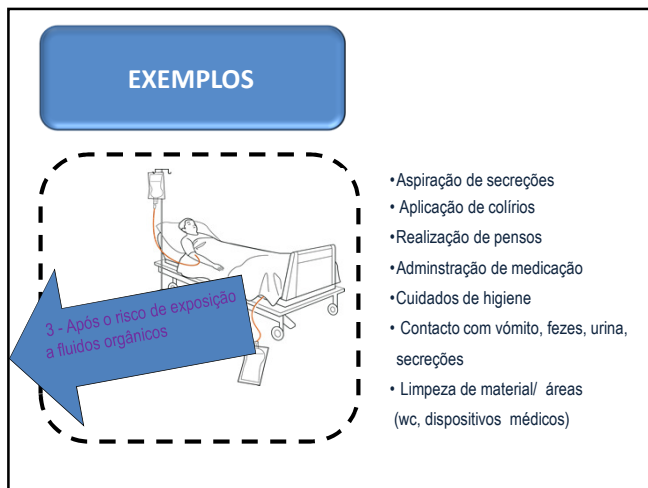 EXEMPLOS
3 - Após o risco de exposição
a fluidos orgânicos
•Aspiração de secreções
• Aplicação de colírios
•Realização de pensos
•Adminstração de medicação
•Cuidados de higiene
• Contacto com vómito, fezes, urina,
secreções
• Limpeza de material/ áreas
(wc, dispositivos médicos)